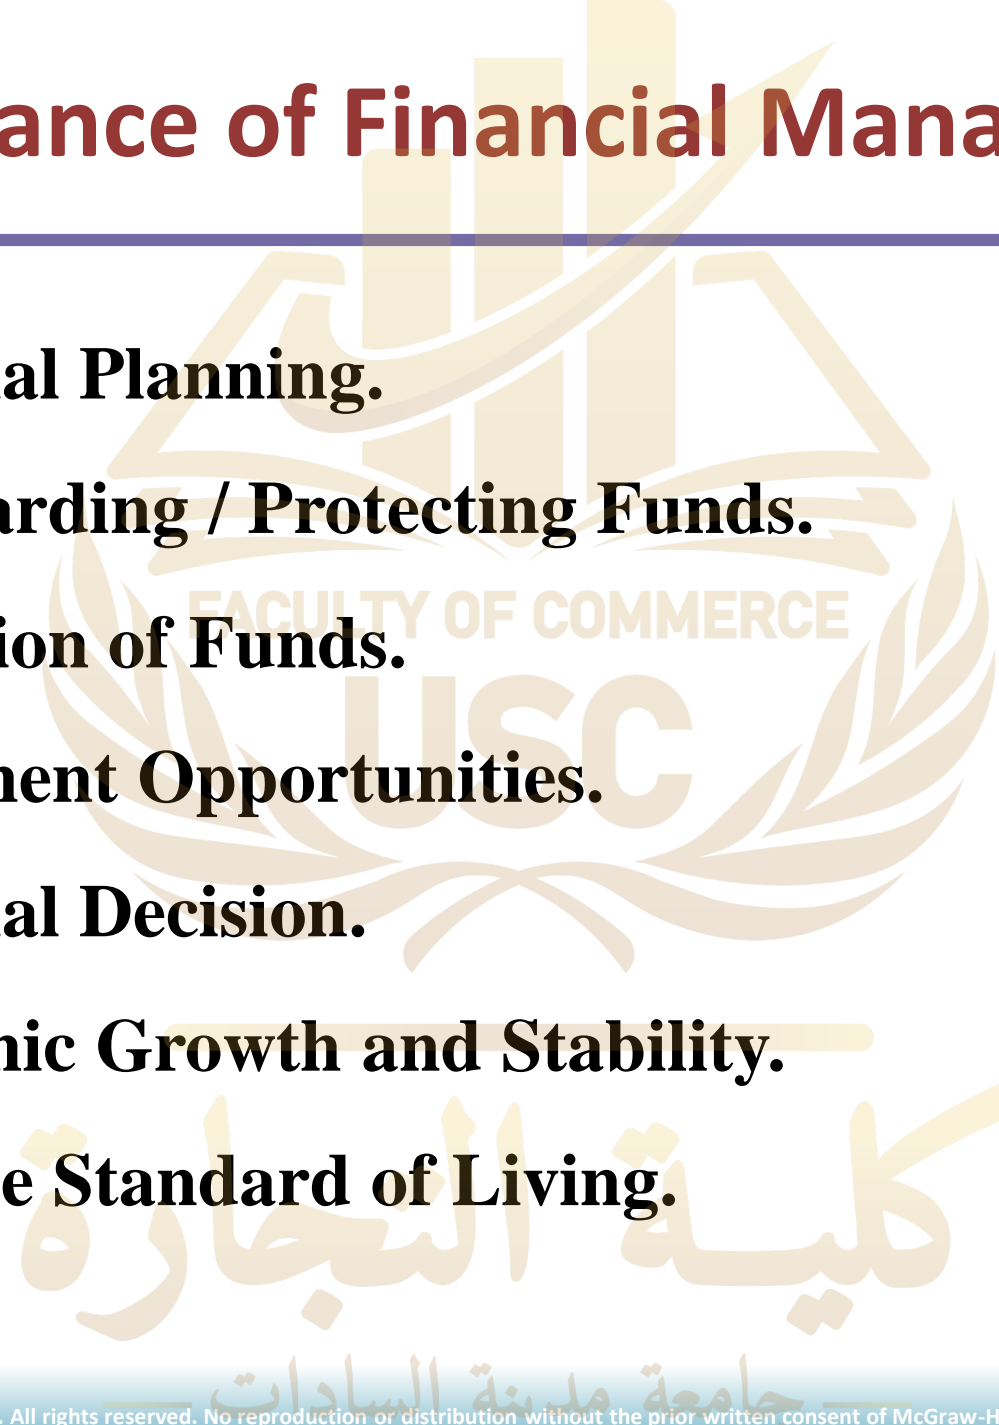 ance of Financial Mana
al Planning.
arding / Protecting Funds.
ion of Funds.
ment Opportunities.
al Decision.
nic Growth and Stability.
e Standard of Living.
FACULTY OF COMMERCE
USC
كلية التجارة
جامعة مدينة السادات
. All rights reserved. No reproduction or distribution without the prior written consent of McGraw-H